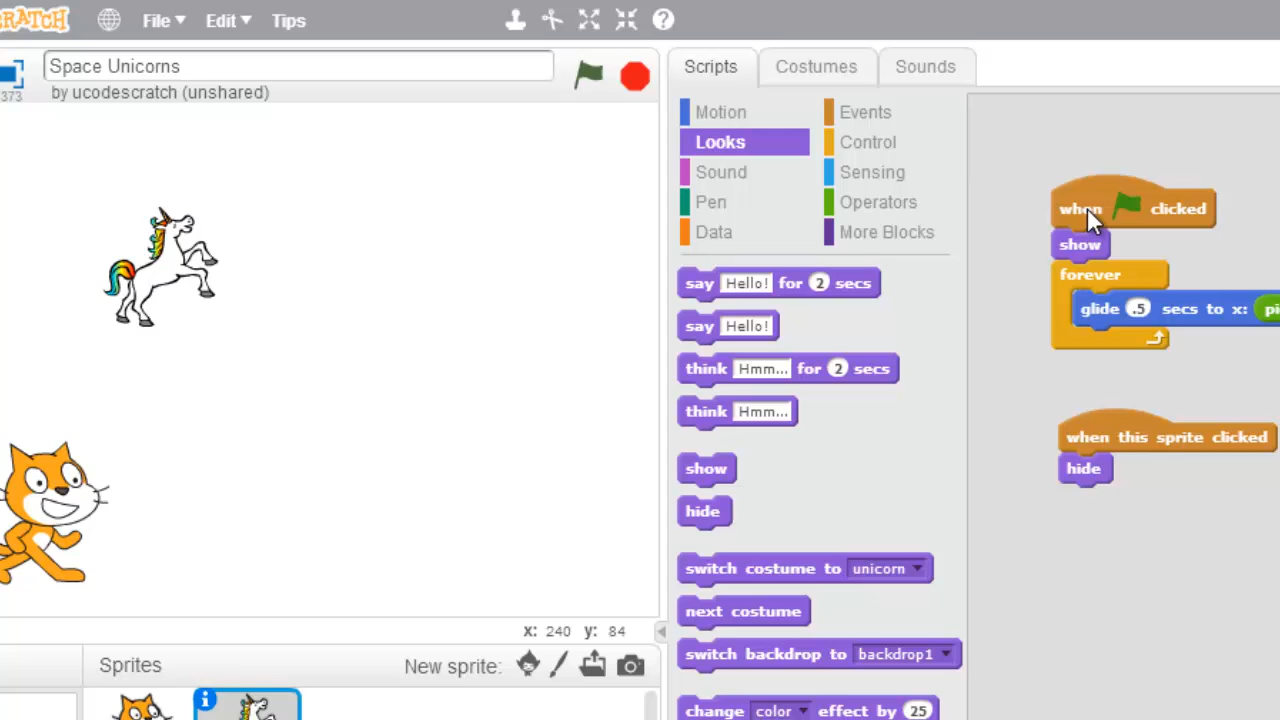 File Edit Tips
Space Unicorns
by ucodescratch (unshared)
373
Scripts Costumes Sounds
Motion Events
Looks Control
Sound Sensing
Pen Operators
Data More Blocks
say Hello! for 2 secs
say Hello!
think Hmm... for 2 secs
think Hmm...
show
hide
switch costume to unicorn
next costume
switch backdrop to backdrop1
change color effect by 25
when clicked
show
forever
glide .5 secs to x:
when this sprite clicked
hide
x: 240 y: 84
Sprites New sprite: